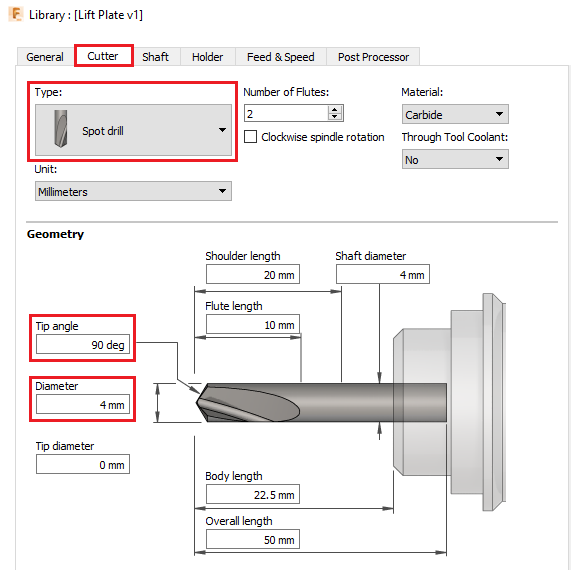 Library : [Lift Plate v1]
General Cutter Shaft Holder Feed & Speed Post Processor
Type: Number of Flutes: Material:
Spot drill 2 Carbide
Clockwise spindle rotation Through Tool Coolant:
No
Unit:
Millimeters
Geometry
Shoulder length Shaft diameter
20 mm 4 mm
Flute length
10 mm
Tip angle
90 deg
Diameter
4 mm
Tip diameter
0 mm
Body length
22.5 mm
Overall length
50 mm